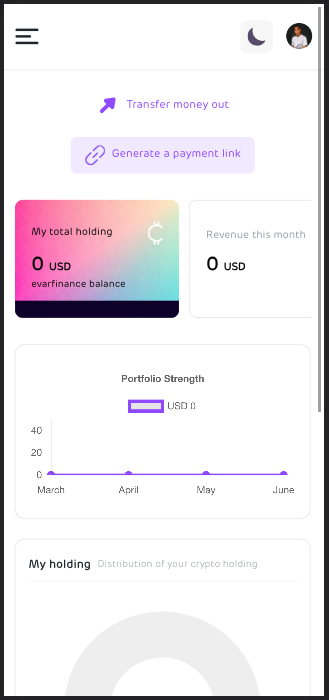 Transfer money out
Generate a payment link
My total holding
0 USD
evarfinance balance
Revenue this month
0 USD
Portfolio Strength
USD 0
40
20
0
March April May June
My holding Distribution of your crypto holding